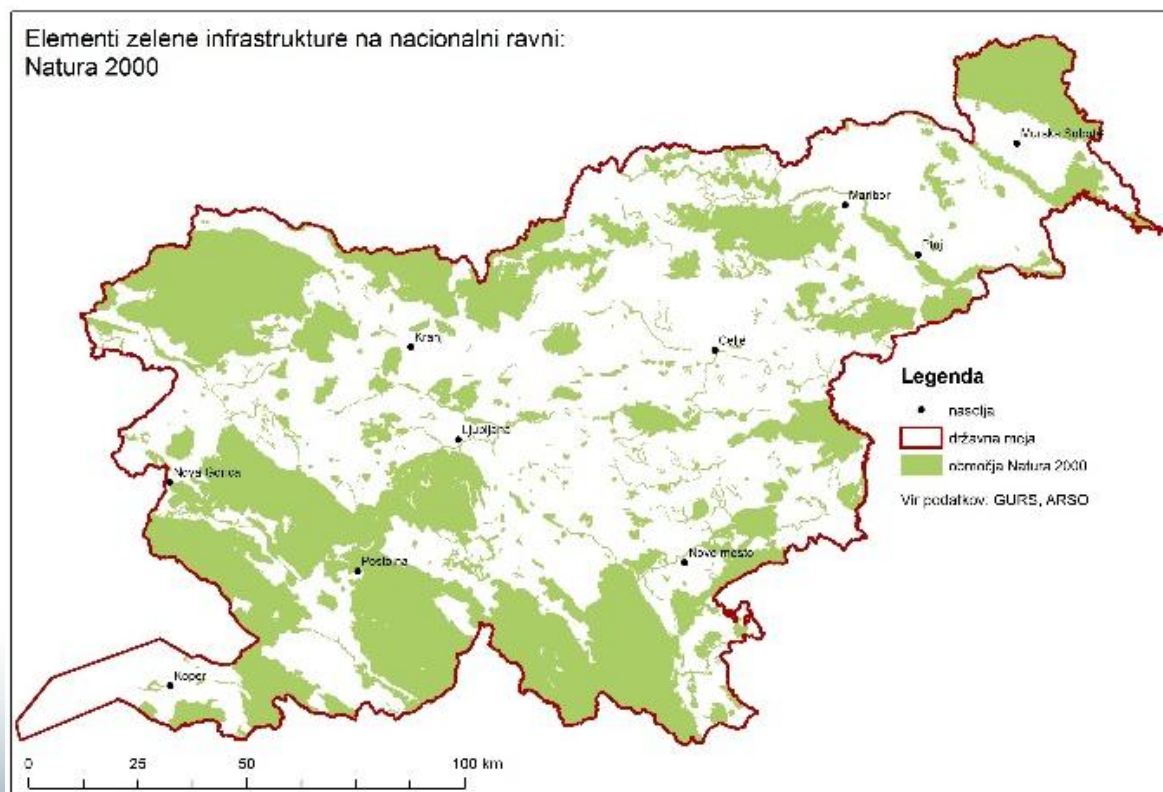 Elementi zelene infrastrukture na nacionalni ravni:
Natura 2000
Murska Sobota
Maribor
Ptuj
Kranj
Celje
Legenda
naselja
Ljubljana
državna meja
območja Natura 2000
Nova Gorica
Vir podatkov: GURS, ARSO
Novo mesto
Postojna
Koper
0 25 50 100 km